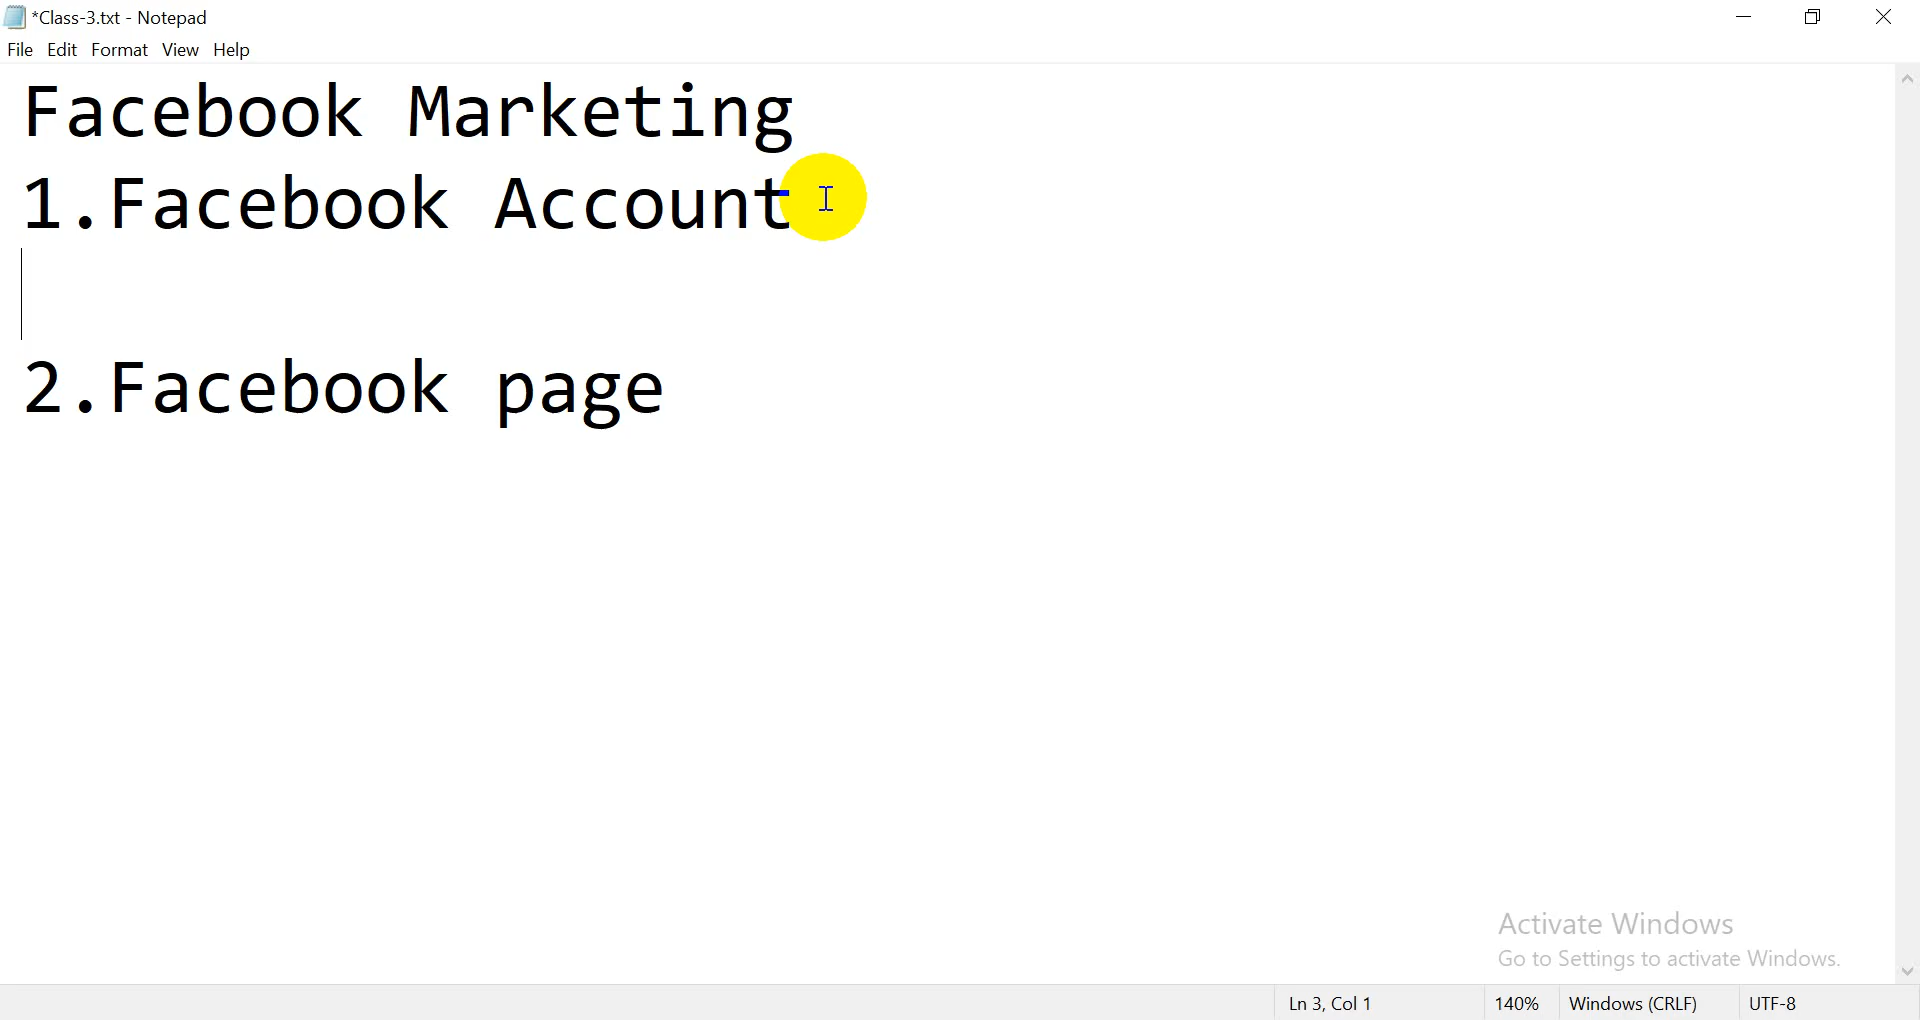 *Class-3.txt - Notepad
File Edit Format View Help
Facebook Marketing
1.Facebook Account
2.Facebook page
Activate Windows
Go to Settings to activate Windows.
Ln 3, Col 1 140% Windows (CRLF) UTF-8